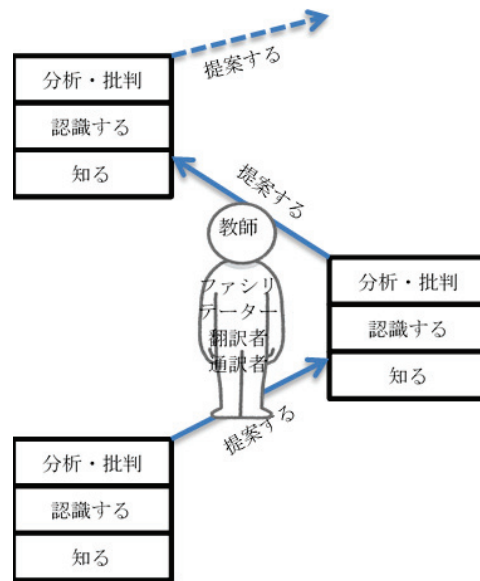 提案する
分析・批判
認識する
知る
提案する
教師
ファシリ
テーター
翻訳者
通訳者
分析・批判
認識する
知る
提案する
分析・批判
認識する
知る